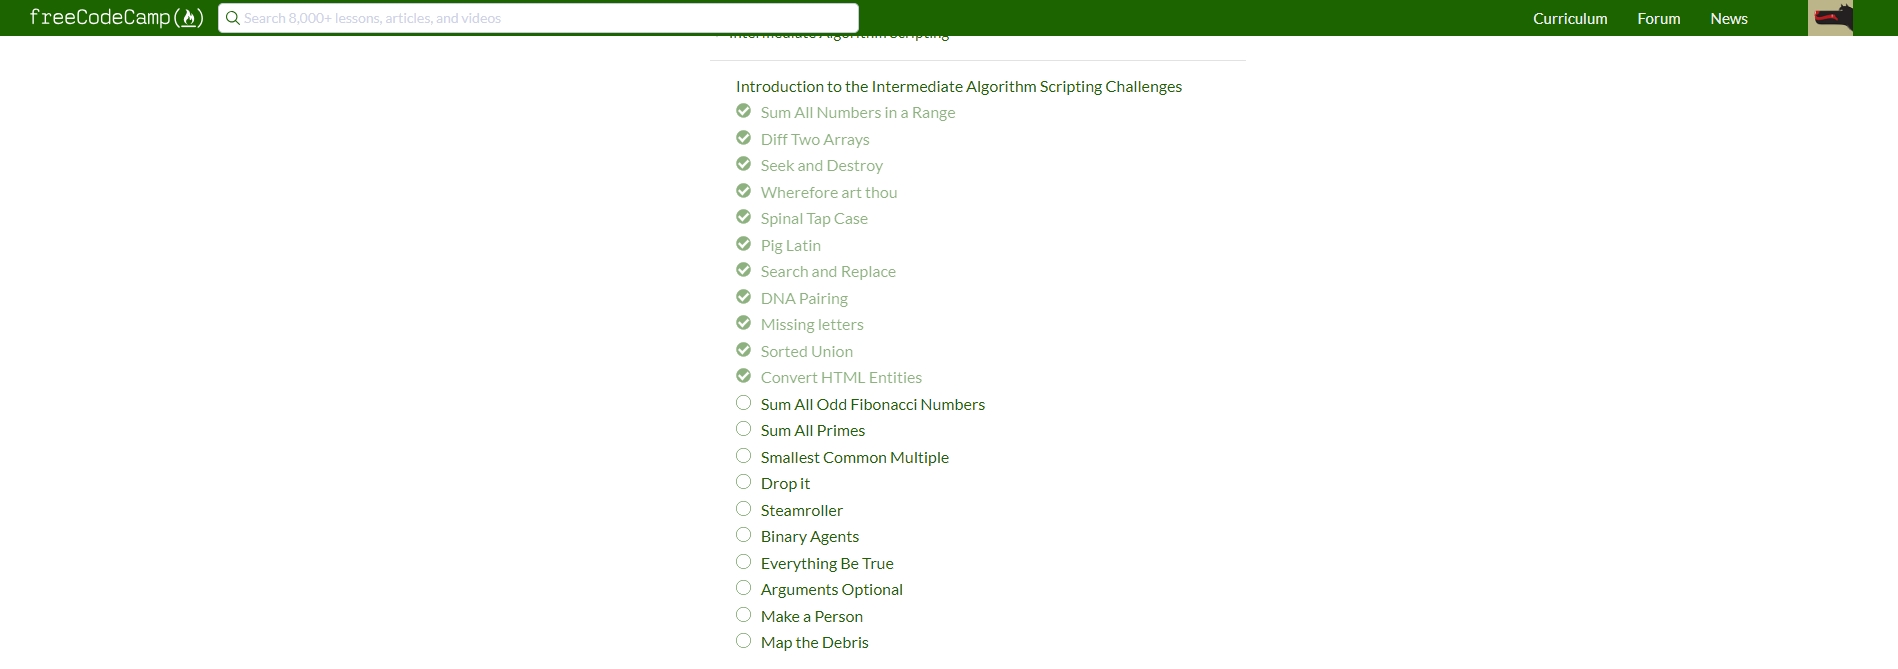 freeCodeCamp
Search 8,000+ lessons, articles, and videos
Curriculum
Forum
News
Intermediate Algorithm Scripting
Introduction to the Intermediate Algorithm Scripting Challenges
Sum All Numbers in a Range
Diff Two Arrays
Seek and Destroy
Wherefore art thou
Spinal Tap Case
Pig Latin
Search and Replace
DNA Pairing
Missing letters
Sorted Union
Convert HTML Entities
Sum All Odd Fibonacci Numbers
Sum All Primes
Smallest Common Multiple
Drop it
Steamroller
Binary Agents
Everything Be True
Arguments Optional
Make a Person
Map the Debris